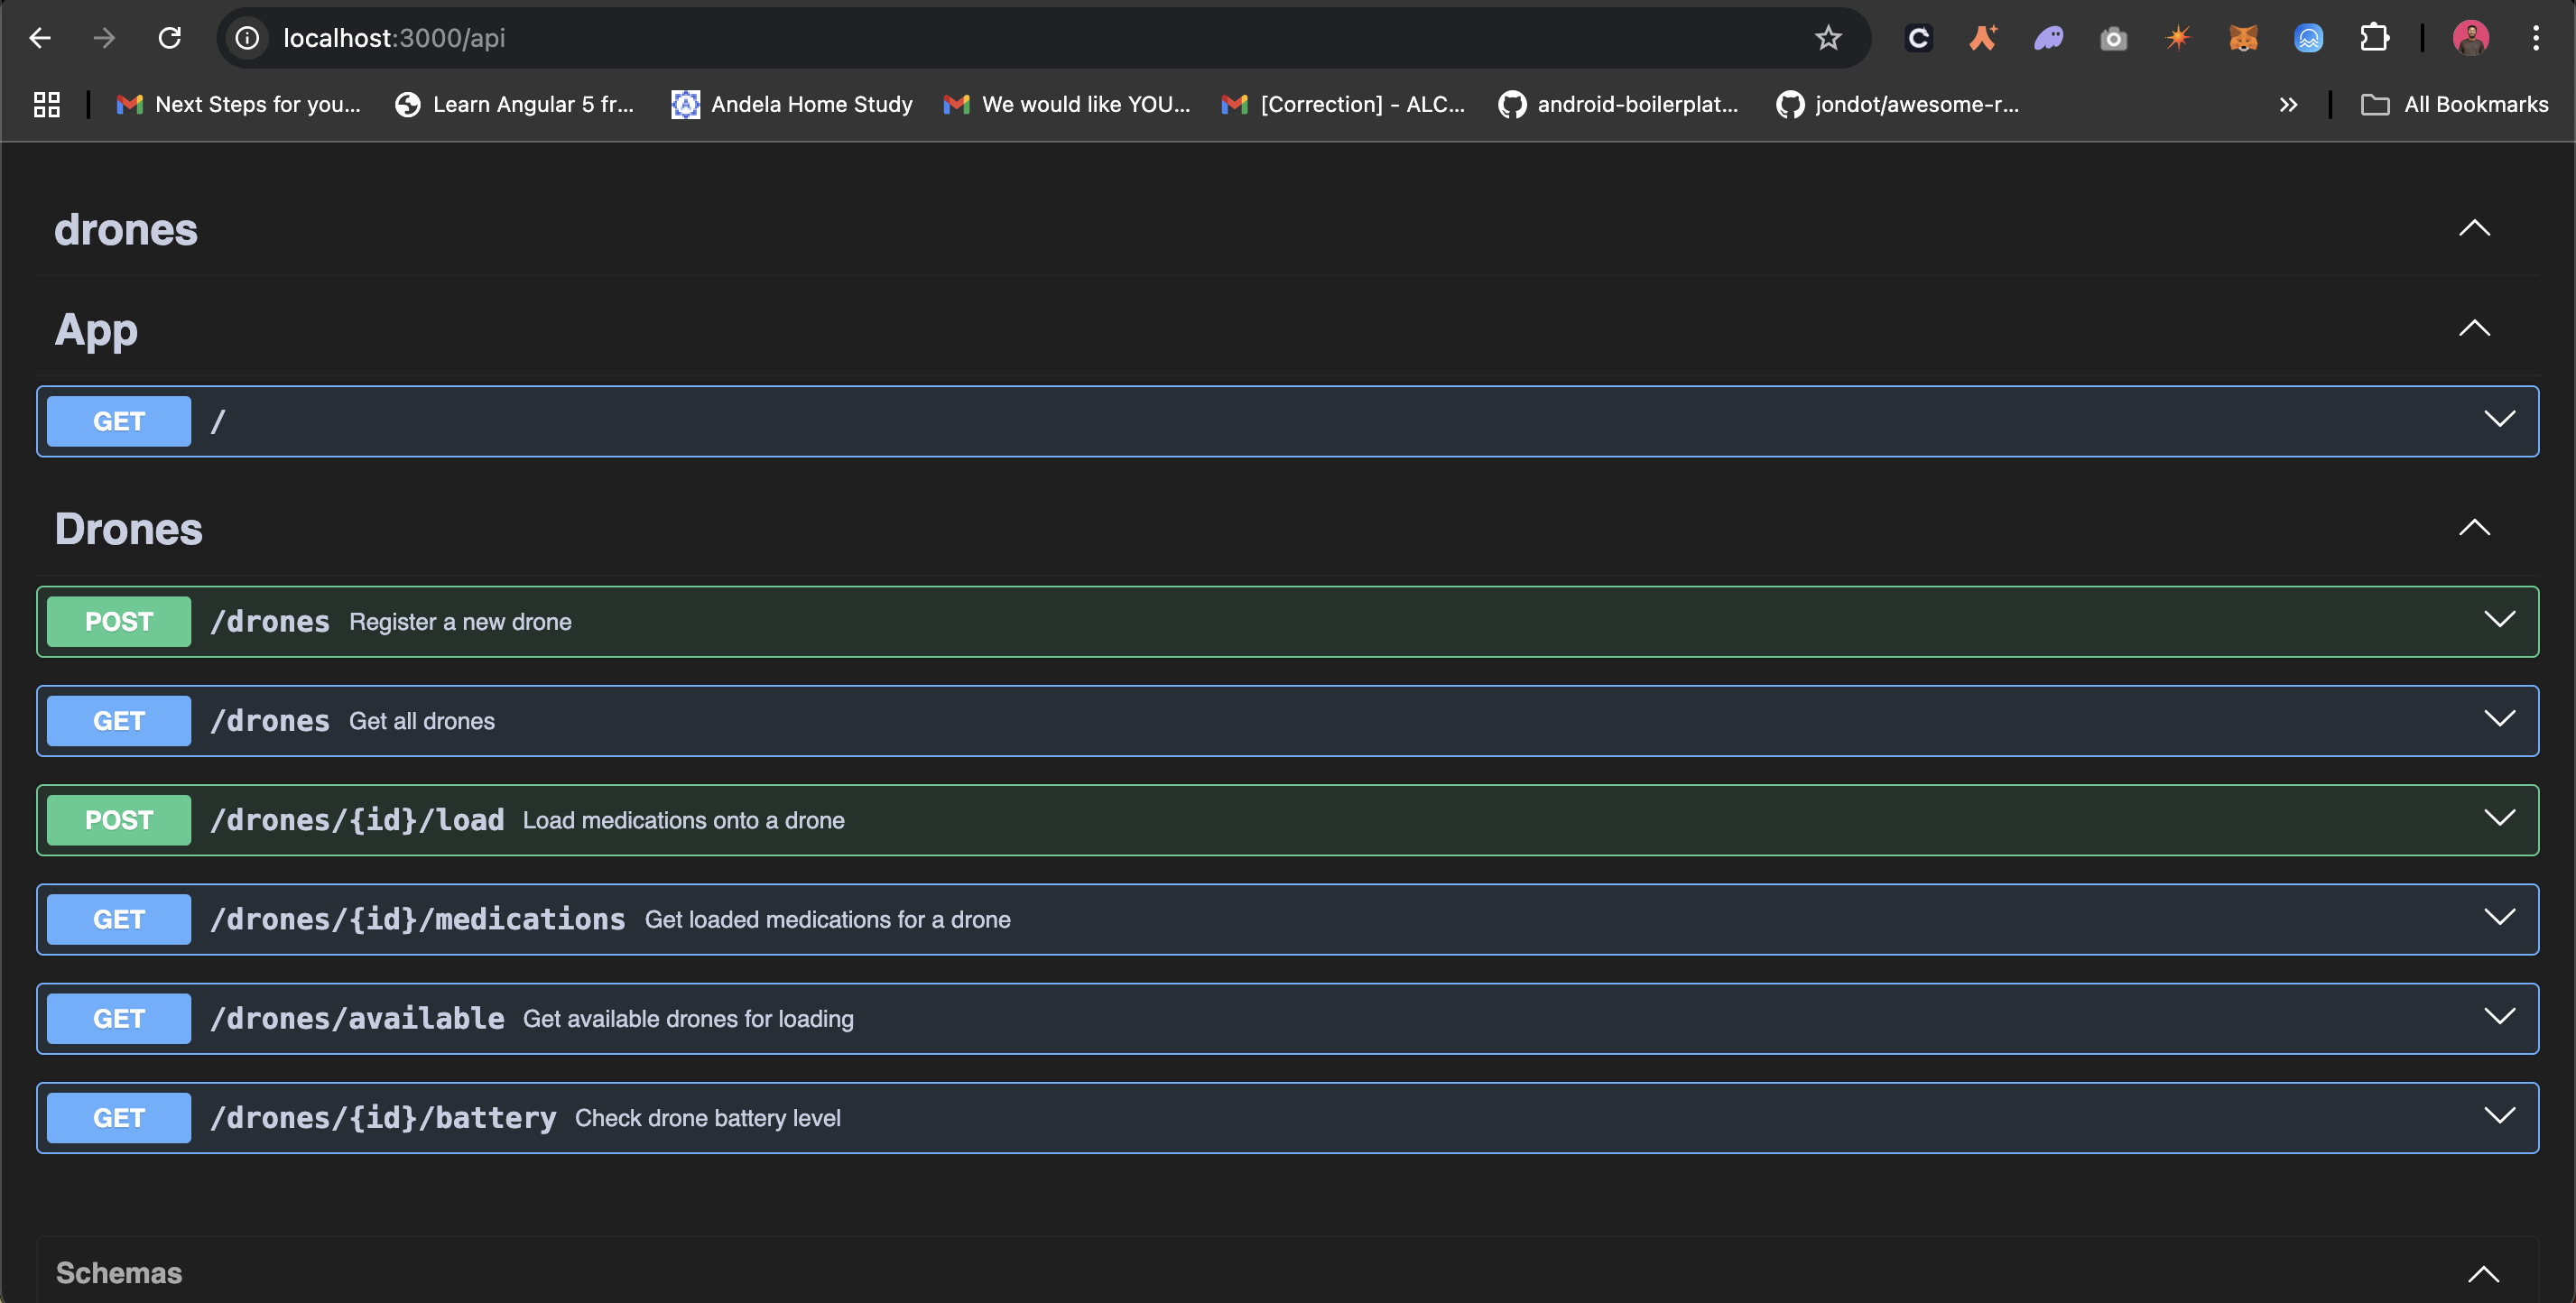 localhost:3000/api
Next Steps for you... Learn Angular 5 fr... Andela Home Study We would like YOU... [Correction] - ALC... android-boilerplat... jondot/awesome-r... All Bookmarks
drones
App
GET /
Drones
POST /drones Register a new drone
GET /drones Get all drones
POST /drones/{id}/load Load medications onto a drone
GET /drones/{id}/medications Get loaded medications for a drone
GET /drones/available Get available drones for loading
GET /drones/{id}/battery Check drone battery level
Schemas